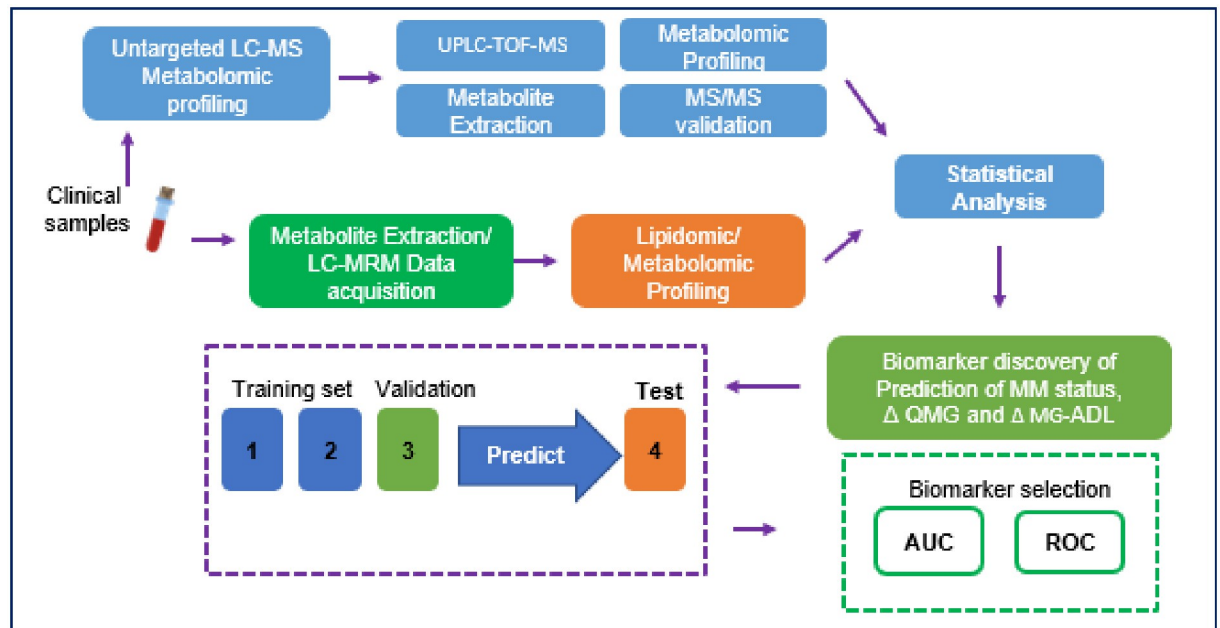 Untargeted LC-MS
Metabolomic
profiling
UPLC-TOF-MS
Metabolomic
Profiling
Metabolite
Extraction
MS/MS
validation
Statistical
Analysis
Clinical
samples
Metabolite Extraction/
LC-MRM Data
acquisition
Lipidomic/
Metabolomic
Profiling
Biomarker discovery of
Prediction of MM status,
Δ QMG and Δ MG-ADL
Training set
Validation
Test
1
2
3
Predict
4
Biomarker selection
AUC
ROC